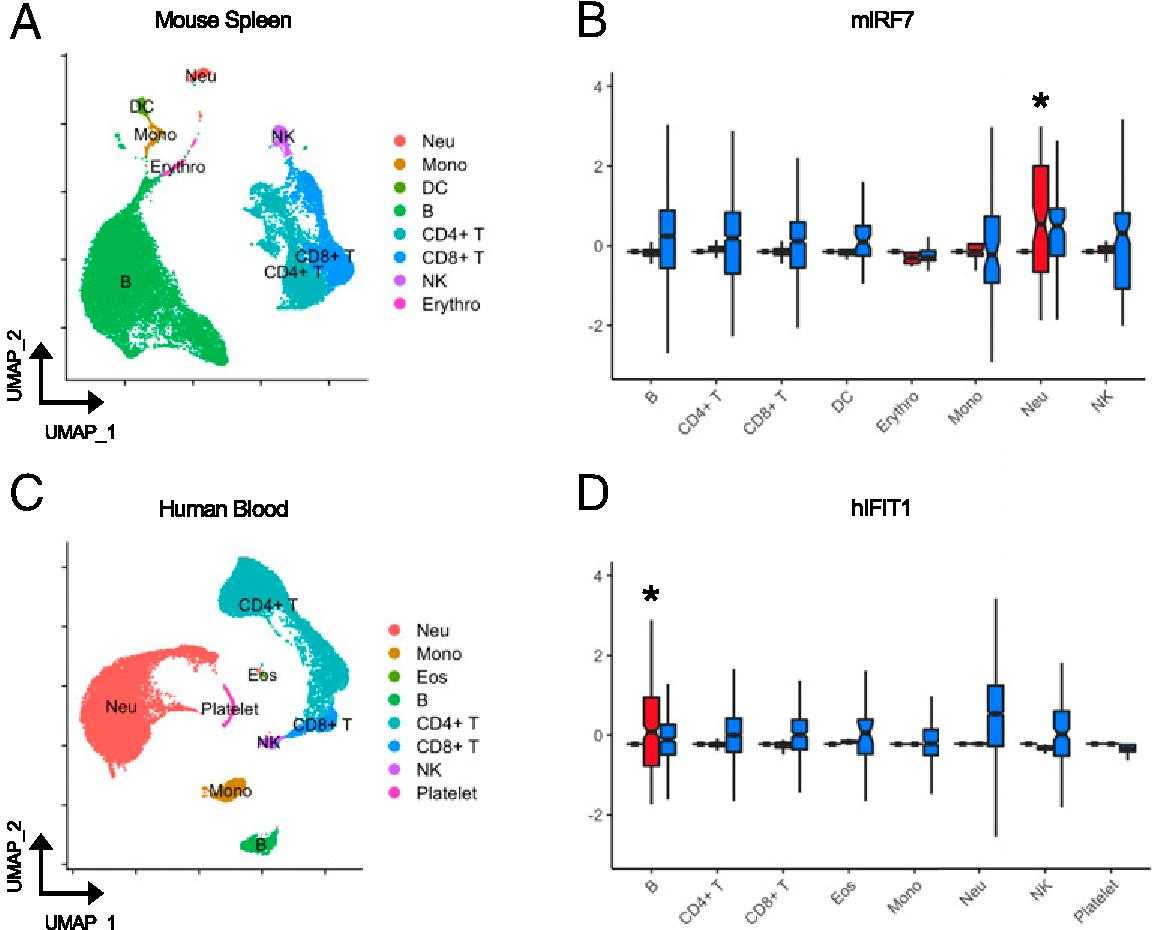 A
Mouse Spleen
Neu
DC
Mono
Erythro
NK
B
CD8+ T
CD4+ T
Neu
Mono
DC
B
CD4+ T
CD8+ T
NK
Erythro
UMAP_2
UMAP_1
B
mIRF7
4
2
0
-2
*
B
CD4+ T
CD8+ T
DC
Erythro
Mono
Neu
NK
C
Human Blood
CD4+ T
Eos
Neu
Platelet
CD8+ T
NK
Mono
B
Neu
Mono
Eos
B
CD4+ T
CD8+ T
NK
Platelet
UMAP_2
UMAP_1
D
hIFIT1
4
2
0
-2
*
B
CD4+ T
CD8+ T
Eos
Mono
Neu
NK
Platelet